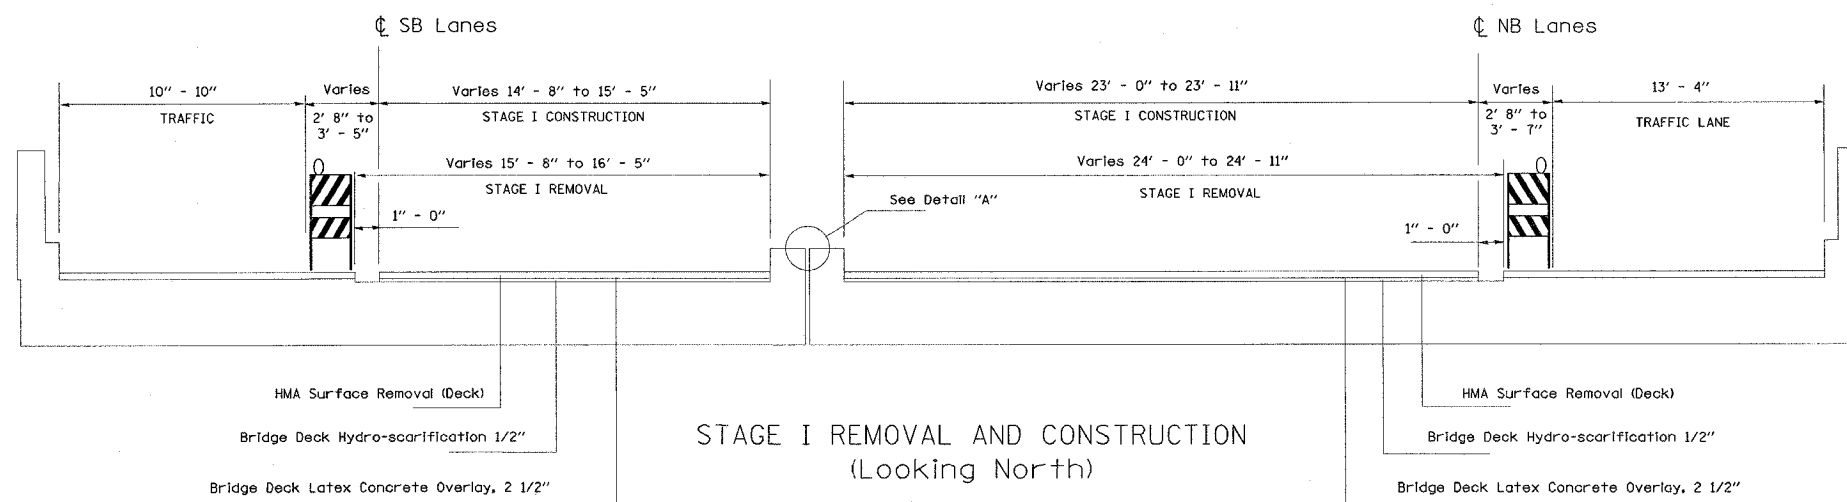 ℄ SB Lanes
℄ NB Lanes
10" - 10"
TRAFFIC
Varies
2' 8" to
3' - 5"
Varies 14' - 8" to 15' - 5"
STAGE I CONSTRUCTION
Varies 23' - 0" to 23' - 11"
STAGE I CONSTRUCTION
Varies
2' 8" to
3' - 7"
13' - 4"
TRAFFIC LANE
Varies 15' - 8" to 16' - 5"
STAGE I REMOVAL
Varies 24' - 0" to 24' - 11"
STAGE I REMOVAL
See Detail "A"
1" - 0"
1" - 0"
HMA Surface Removal (Deck)
HMA Surface Removal (Deck)
Bridge Deck Hydro-scarification 1/2"
Bridge Deck Hydro-scarification 1/2"
Bridge Deck Latex Concrete Overlay, 2 1/2"
Bridge Deck Latex Concrete Overlay, 2 1/2"
STAGE I REMOVAL AND CONSTRUCTION
(Looking North)